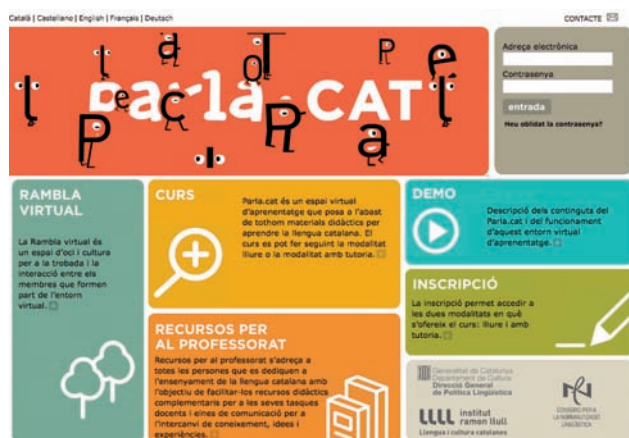 Català | Castellano | English | Français | Deutsch
CONTACTE
parla.CAT
Adreça electrònica
Contrasenya
entrada
Heu oblidat la contrasenya?
RAMBLA
VIRTUAL
La Rambla virtual és
un espai d'oci i cultura
per a la trobada i la
interacció entre els
membres que formen
part de l'entorn
virtual.
CURS
Parla.cat és un espai virtual
d'aprenentatge que posa a l'abast
de tothom materials didàctics per
aprendre la llengua catalana. El
curs es pot fer seguint la modalitat
lliure o la modalitat amb tutoria.
DEMO
Descripció dels continguts del
Parla.cat i del funcionament
d'aquest entorn virtual
d'aprenentatge.
INSCRIPCIÓ
La inscripció permet accedir a
les dues modalitats en què
s'ofereix el curs: lliure i amb
tutoria.
RECURSOS PER
AL PROFESSORAT
Recursos per al professorat s'adreça a
totes les persones que es dediquen a
l'ensenyament de la llengua catalana amb
l'objectiu de facilitar-los recursos didàctics
complementaris per a les seves tasques
docents i eines de comunicació per a
l'intercanvi de coneixement, idees i
experiències.
Generalitat de Catalunya
Departament de Cultura
Direcció General
de Política Lingüística
LLLL institut
ramon llull
Llengua i cultura catalanes
CONSORCI PER A
LA NORMALITZACIÓ
LINGÜÍSTICA